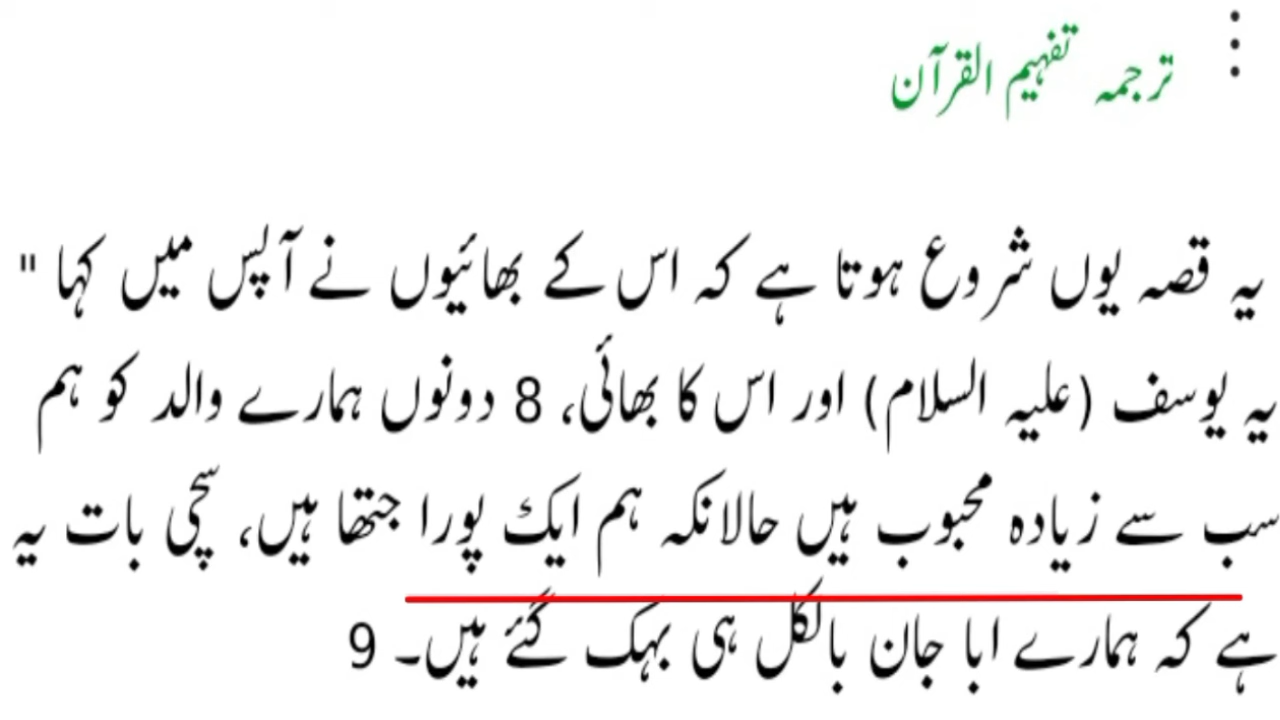 ترجمہ تفہیم القرآن
یہ قصہ یوں شروع ہوتا ہے کہ اس کے بھائیوں نے آپس میں کہا "
یہ یوسف (علیہ السلام) اور اس کا بھائی، 8 دونوں ہمارے والد کو ہم
سب سے زیادہ محبوب ہیں حالانکہ ہم ایک پورا جتھا ہیں، سچی بات یہ
ہے کہ ہمارے ابا جان بالکل ہی بہک گئے ہیں۔ 9